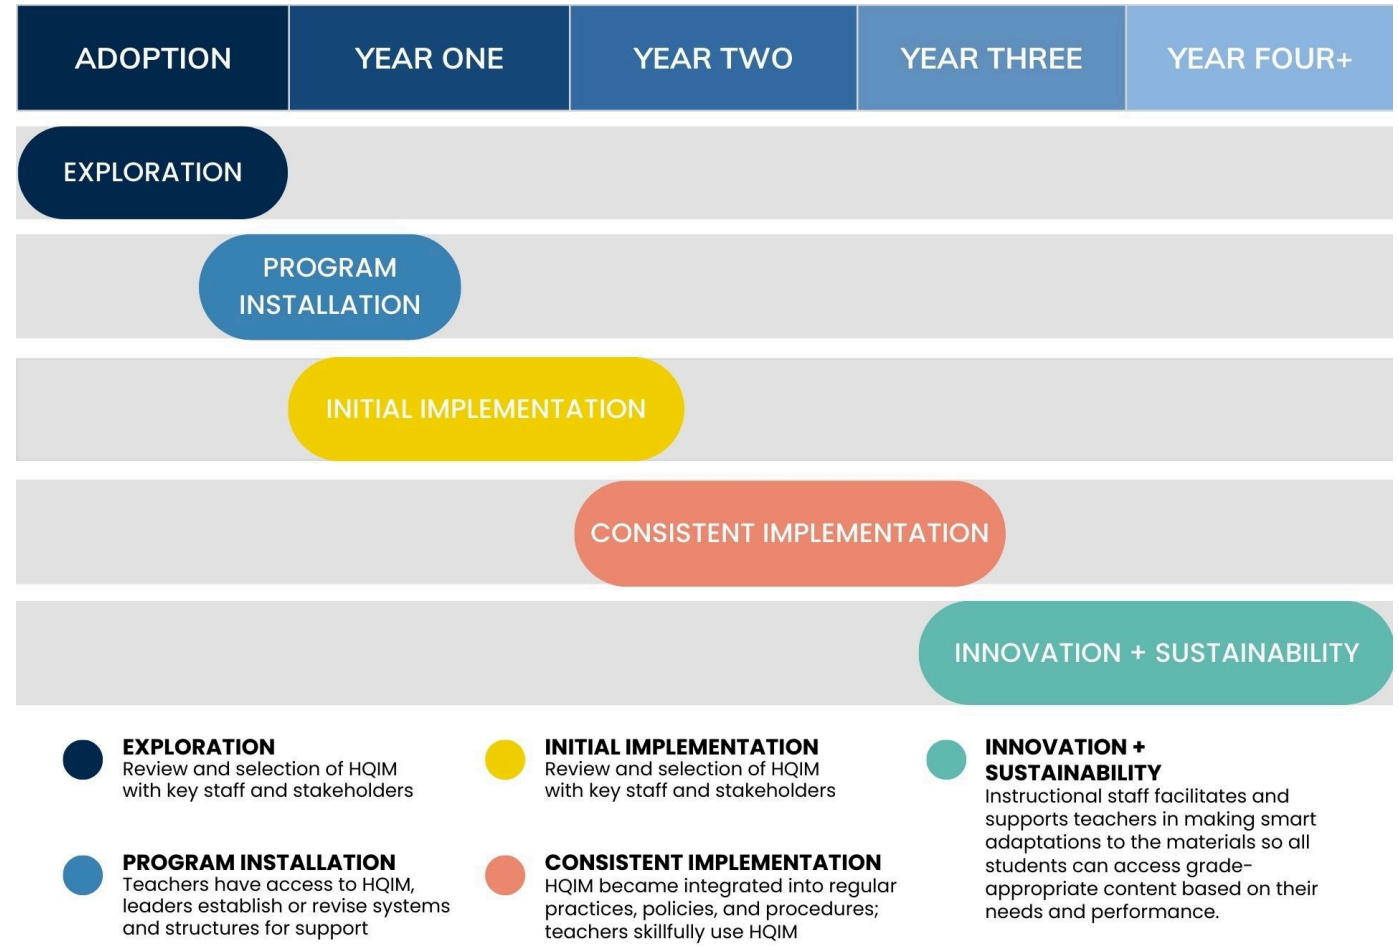 ADOPTION
YEAR ONE
YEAR TWO
YEAR THREE
YEAR FOUR+
EXPLORATION
PROGRAM
INSTALLATION
INITIAL IMPLEMENTATION
CONSISTENT IMPLEMENTATION
INNOVATION + SUSTAINABILITY
EXPLORATION
Review and selection of HQIM
with key staff and stakeholders
PROGRAM INSTALLATION
Teachers have access to HQIM,
leaders establish or revise systems
and structures for support
INITIAL IMPLEMENTATION
Review and selection of HQIM
with key staff and stakeholders
CONSISTENT IMPLEMENTATION
HQIM became integrated into regular
practices, policies, and procedures;
teachers skillfully use HQIM
INNOVATION +
SUSTAINABILITY
Instructional staff facilitates and
supports teachers in making smart
adaptations to the materials so all
students can access grade-
appropriate content based on their
needs and performance.